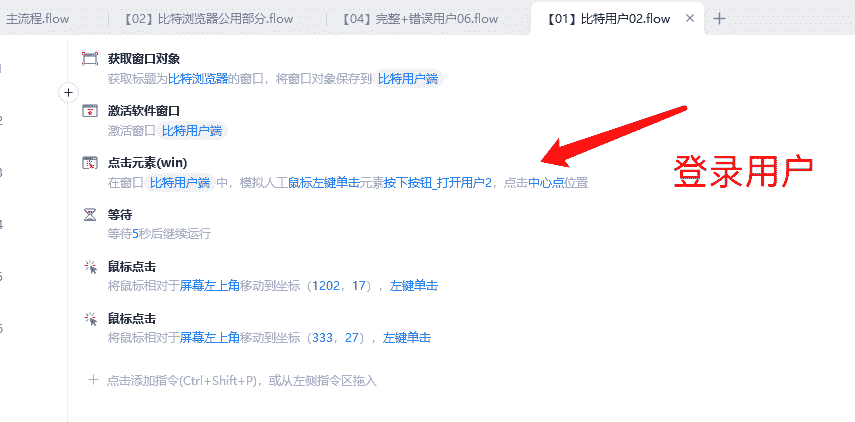 主流程.flow 【02】比特浏览器公用部分.flow 【04】完整+错误用户06.flow 【01】比特用户02.flow
获取窗口对象
获取标题为比特浏览器的窗口，将窗口对象保存到 比特用户端
激活软件窗口
激活窗口 比特用户端
点击元素(win)
在窗口 比特用户端 中，模拟人工鼠标左键单击元素按下按钮_打开用户2，点击中心点位置
登录用户
等待
等待5秒后继续运行
鼠标点击
将鼠标相对于屏幕左上角移动到坐标（1202，17），左键单击
鼠标点击
将鼠标相对于屏幕左上角移动到坐标（333，27），左键单击
点击添加指令(Ctrl+Shift+P)，或从左侧指令区拖入